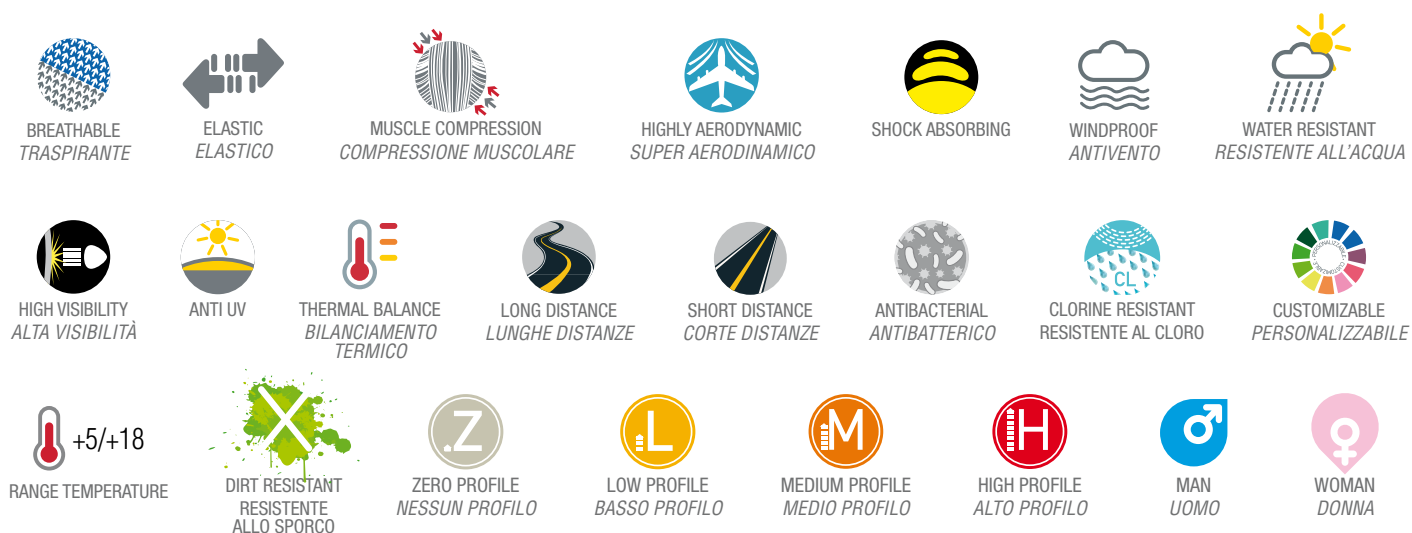 BREATHABLE
TRASPIRANTE
ELASTIC
ELASTICO
MUSCLE COMPRESSION
COMPRESSIONE MUSCOLARE
HIGHLY AERODYNAMIC
SUPER AERODINAMICO
SHOCK ABSORBING
WINDPROOF
ANTIVENTO
WATER RESISTANT
RESISTENTE ALL'ACQUA
HIGH VISIBILITY
ALTA VISIBILITÀ
ANTI UV
THERMAL BALANCE
BILANCIAMENTO
TERMICO
LONG DISTANCE
LUNGHE DISTANZE
SHORT DISTANCE
CORTE DISTANZE
ANTIBACTERIAL
ANTIBATTERICO
CL
CLORINE RESISTANT
RESISTENTE AL CLORO
PERSONALIZZABILE • CUSTOMIZABLE •
CUSTOMIZABLE
PERSONALIZZABILE
+5/+18
RANGE TEMPERATURE
DIRT RESISTANT
RESISTENTE
ALLO SPORCO
Z
ZERO PROFILE
NESSUN PROFILO
L
LOW PROFILE
BASSO PROFILO
M
MEDIUM PROFILE
MEDIO PROFILO
H
HIGH PROFILE
ALTO PROFILO
MAN
UOMO
WOMAN
DONNA